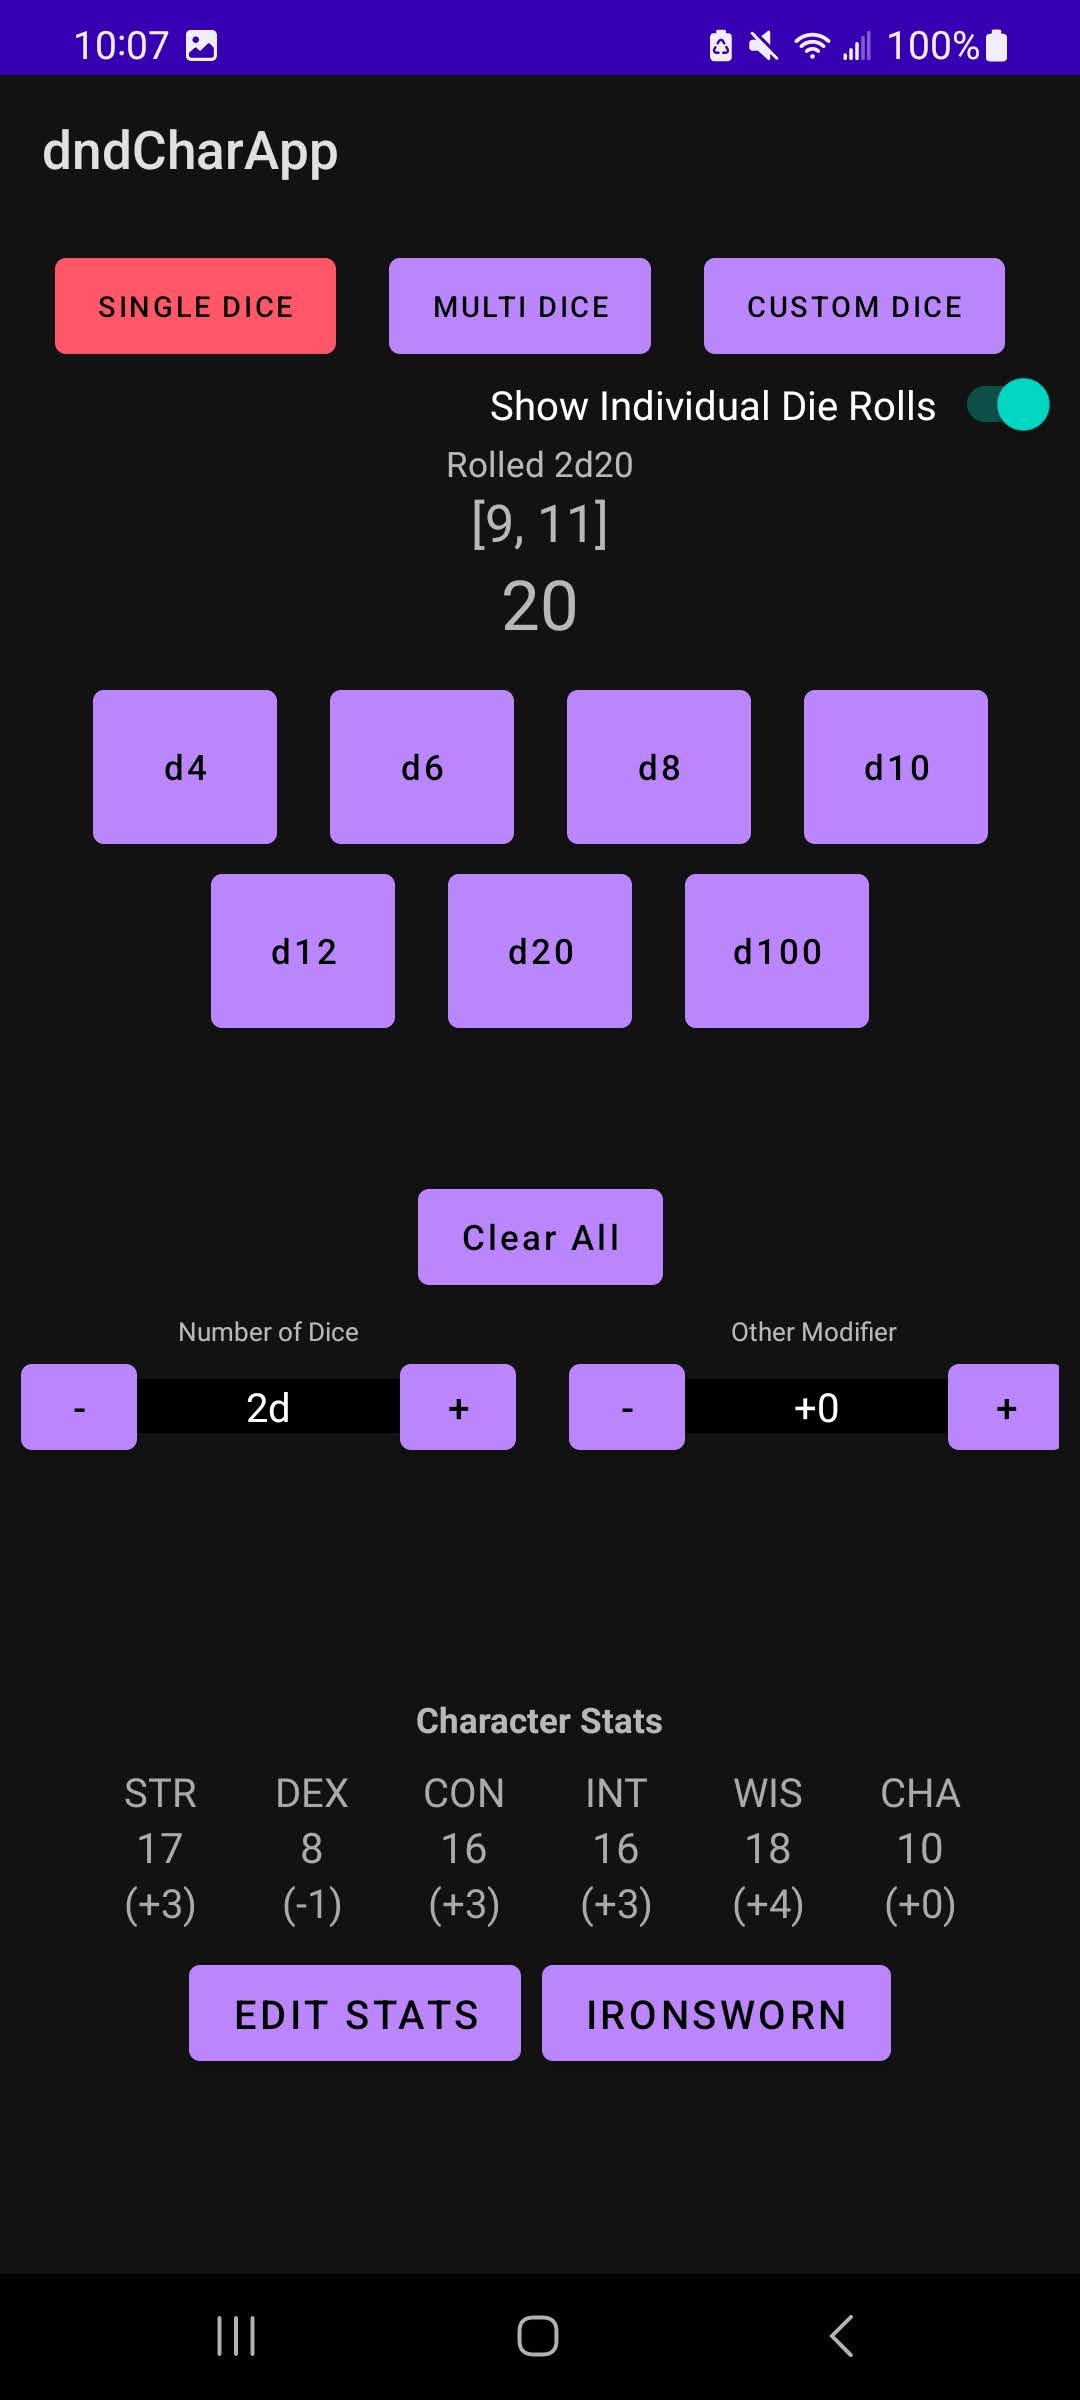 10:07 100%
dndCharApp
SINGLE DICE MULTI DICE CUSTOM DICE
Show Individual Die Rolls
Rolled 2d20
[9, 11]
20
d4 d6 d8 d10
d12 d20 d100
Clear All
Number of Dice Other Modifier
- 2d + - +0 +
Character Stats
STR DEX CON INT WIS CHA
17 8 16 16 18 10
(+3) (-1) (+3) (+3) (+4) (+0)
EDIT STATS IRONSWORN